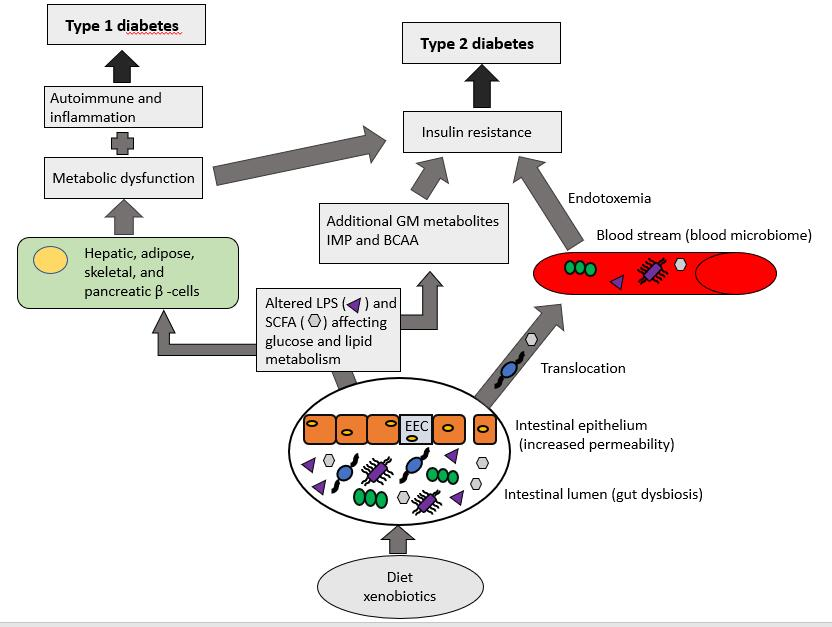 Type 1 diabetes
Type 2 diabetes
Autoimmune and
inflammation
Insulin resistance
Metabolic dysfunction
Endotoxemia
Additional GM metabolites
IMP and BCAA
Blood stream (blood microbiome)
Hepatic, adipose,
skeletal, and
pancreatic β -cells
Altered LPS ( ) and
SCFA ( ) affecting
glucose and lipid
metabolism
Translocation
EEC
Intestinal epithelium
(increased permeability)
Intestinal lumen (gut dysbiosis)
Diet
xenobiotics